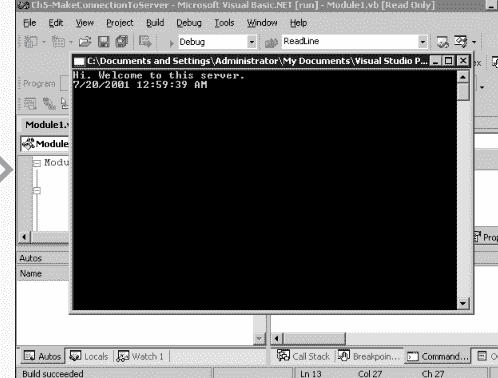 Ch5-MakeConnectionToServer - Microsoft Visual Basic.NET [run] - Module1.vb [Read Only]
File Edit View Project Build Debug Tools Window Help
Debug ReadLine
C:\Documents and Settings\Administrator\My Documents\Visual Studio P...
Hi. Welcome to this server.
7/20/2001 12:59:39 AM
Program
Module1.v
Module
Modu
Prop
Autos
Name
Autos Locals Watch 1 Call Stack Breakpoin... Command...
Build succeeded Ln 13 Col 27 Ch 27